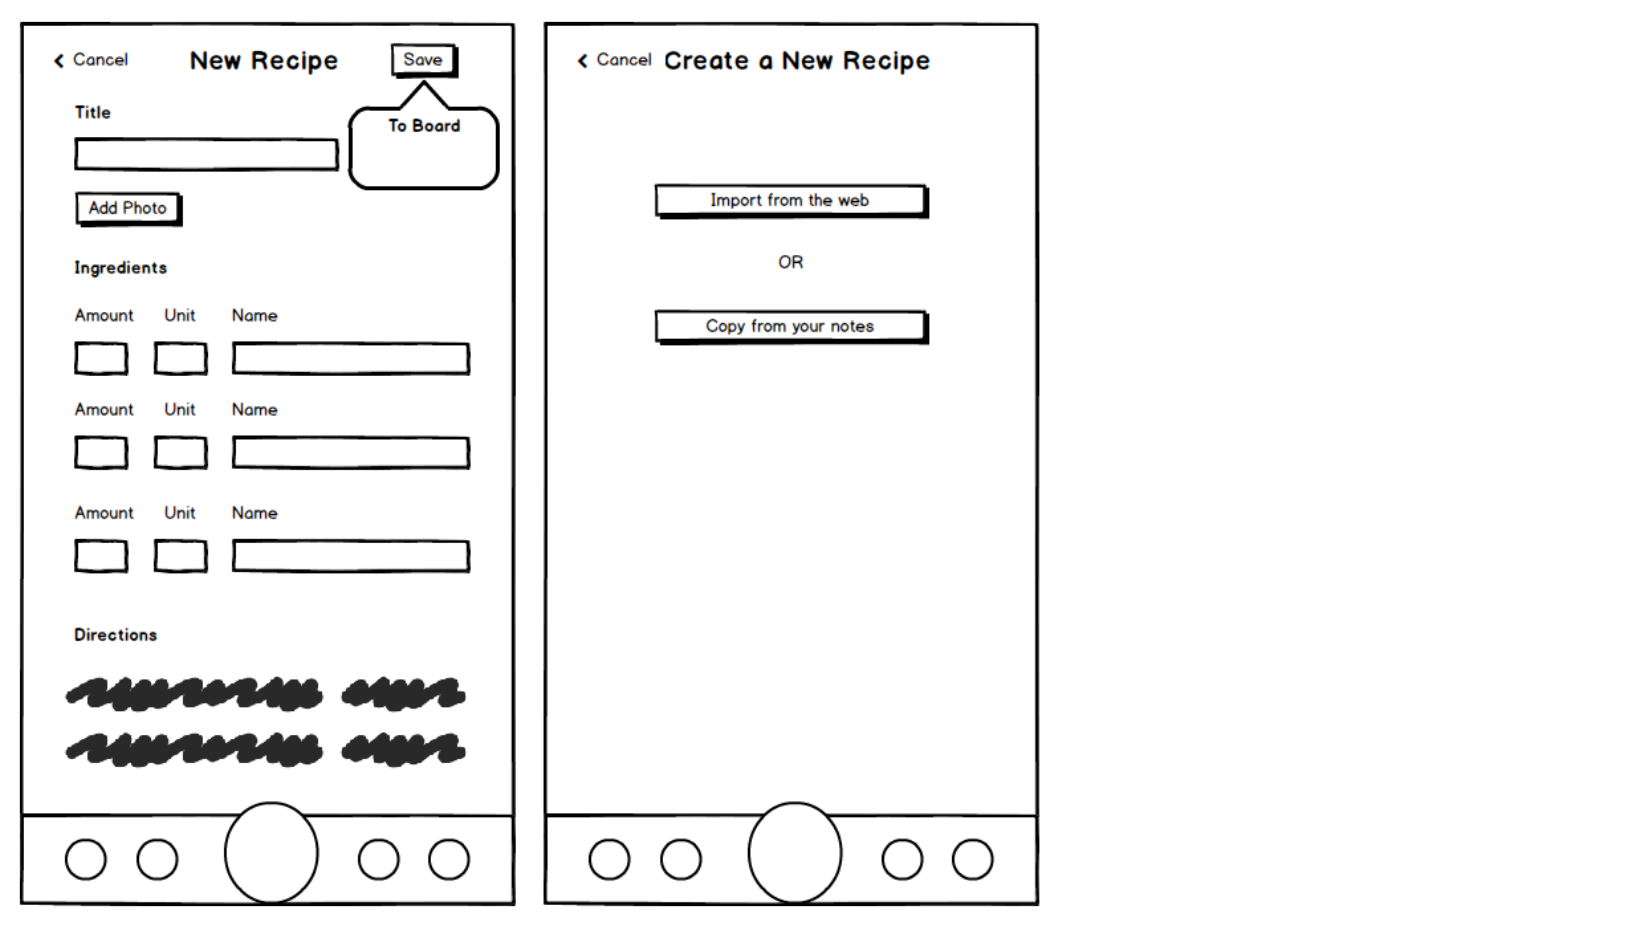 Cancel New Recipe Save
Title
To Board
Add Photo
Ingredients
Amount Unit Name
Amount Unit Name
Amount Unit Name
Directions
Cancel Create a New Recipe
Import from the web
OR
Copy from your notes